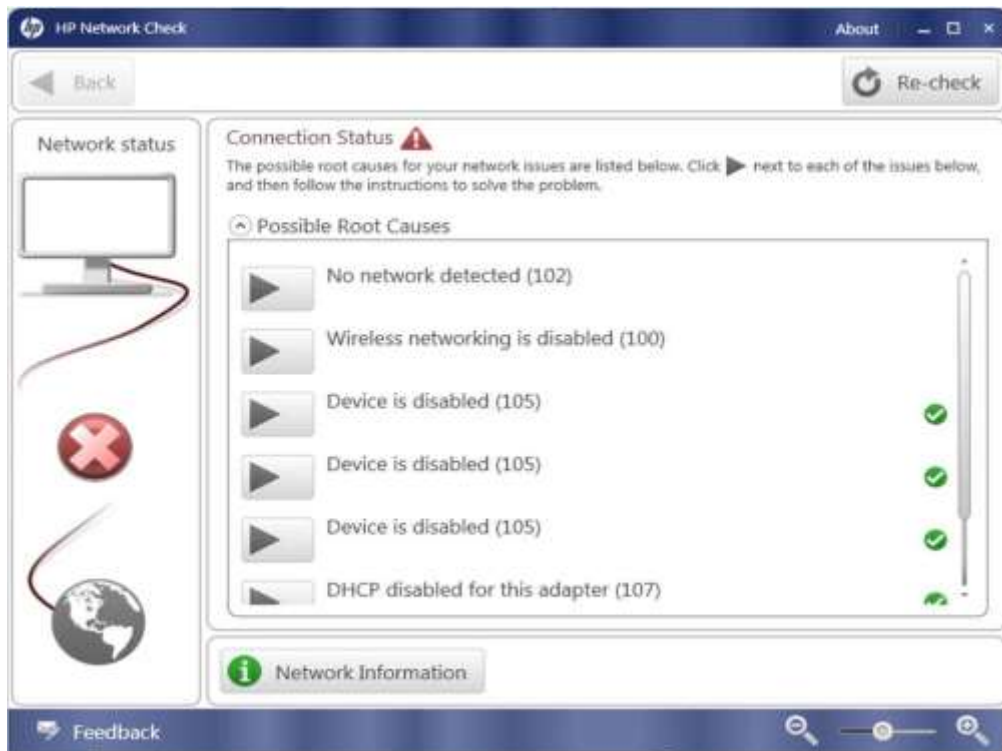 hp HP Network Check About
Back Re-check
Network status
Connection Status
The possible root causes for your network issues are listed below. Click next to each of the issues below,
and then follow the instructions to solve the problem.
Possible Root Causes
No network detected (102)
Wireless networking is disabled (100)
Device is disabled (105)
Device is disabled (105)
Device is disabled (105)
DHCP disabled for this adapter (107)
i Network Information
Feedback